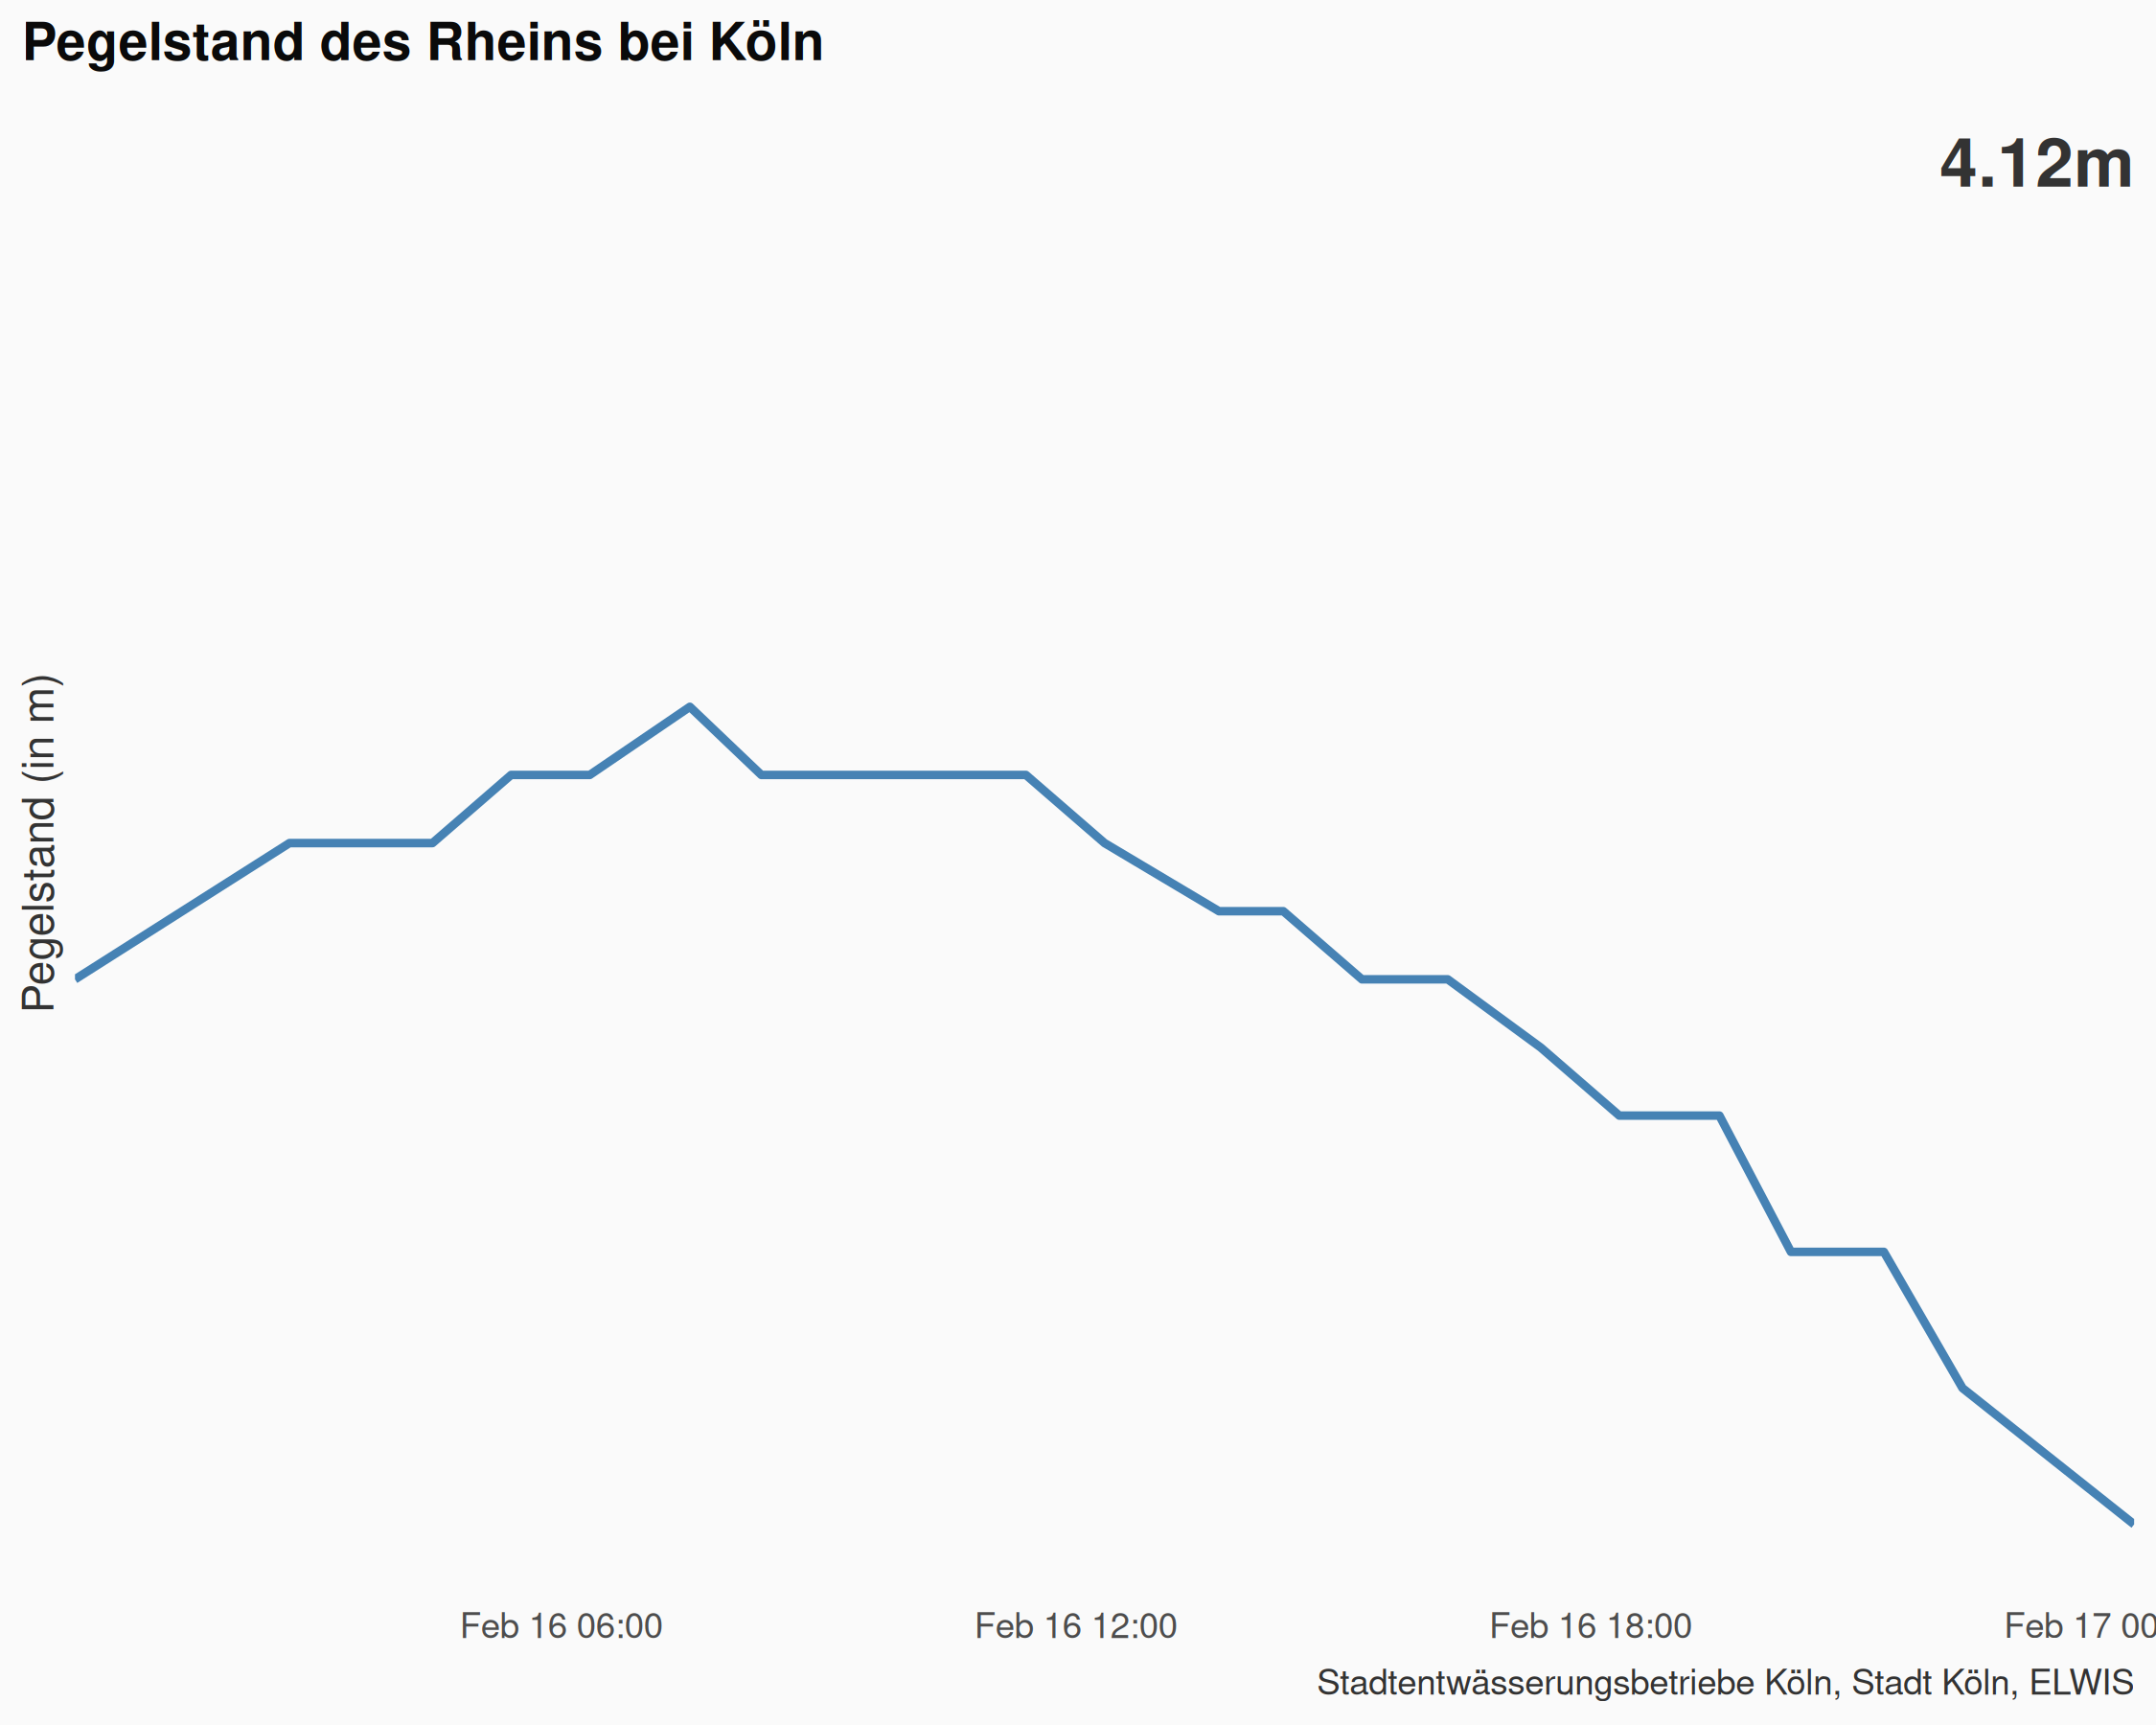 Pegelstand des Rheins bei Köln
4.12m
Pegelstand (in m)
Feb 16 06:00
Feb 16 12:00
Feb 16 18:00
Feb 17 00
Stadtentwässerungsbetriebe Köln, Stadt Köln, ELWIS